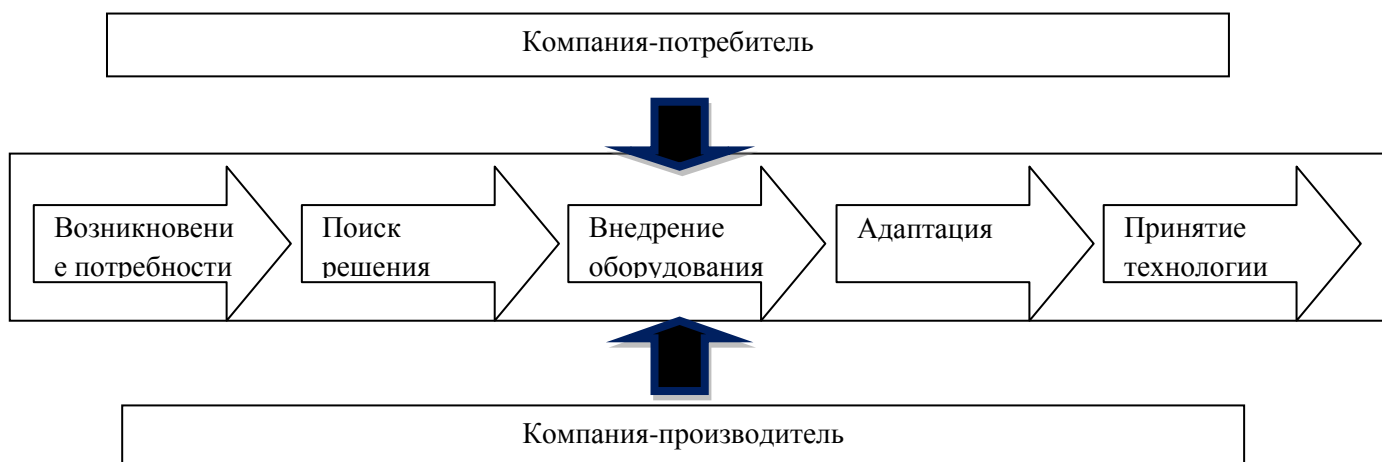 Компания-потребитель
Возникновени
е потребности
Поиск
решения
Внедрение
оборудования
Адаптация
Принятие
технологии
Компания-производитель